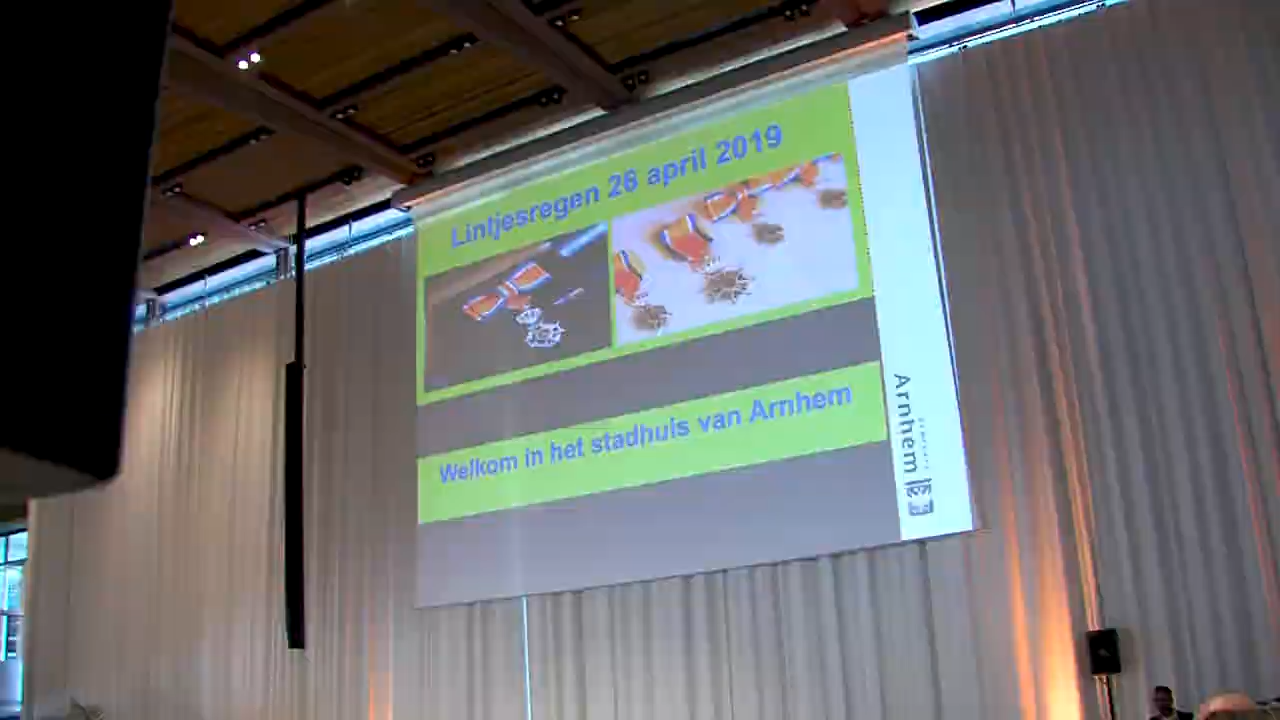 Lintjesregen 26 april 2019
Welkom in het stadhuis van Arnhem
Arnhem